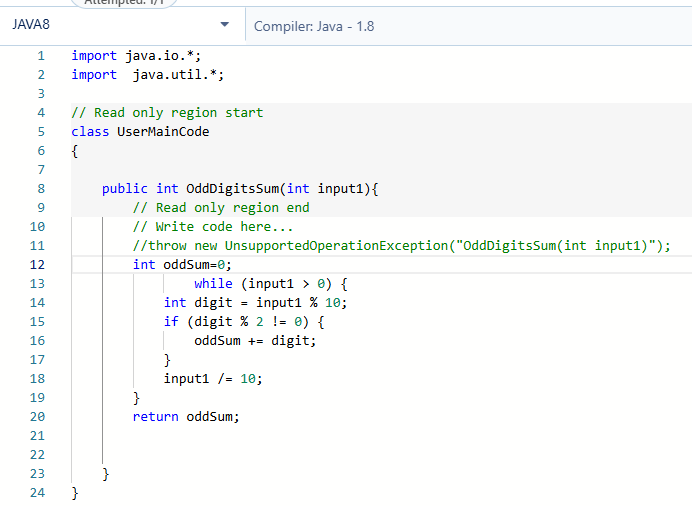 Attempted: 1/1
JAVA8
Compiler: Java - 1.8
1 import java.io.*;
2 import  java.util.*;
3
4 // Read only region start
5 class UserMainCode
6 {
7
8     public int OddDigitsSum(int input1){
9         // Read only region end
10         // Write code here...
11         //throw new UnsupportedOperationException("OddDigitsSum(int input1)");
12         int oddSum=0;
13                 while (input1 > 0) {
14             int digit = input1 % 10;
15             if (digit % 2 != 0) {
16                 oddSum += digit;
17             }
18             input1 /= 10;
19         }
20         return oddSum;
21
22
23     }
24 }